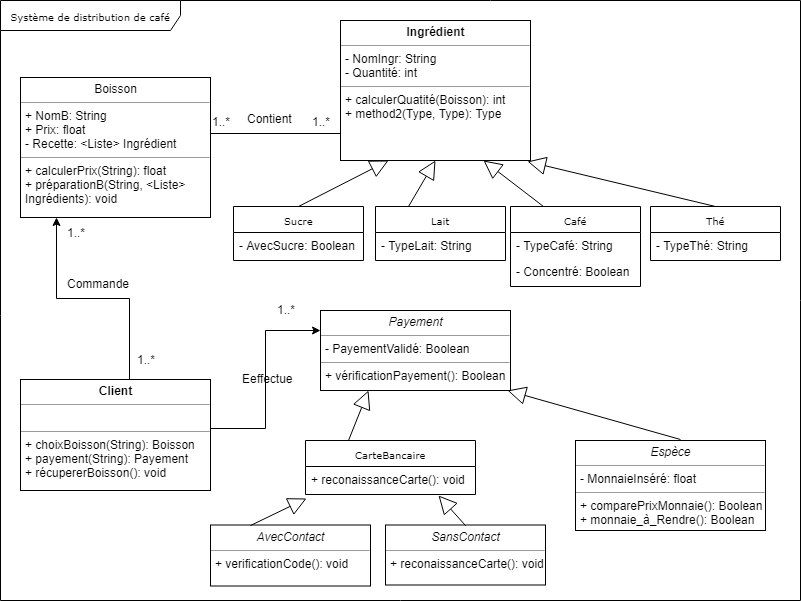 Système de distribution de café
Ingrédient
- NomIngr: String
- Quantité: int
+ calculerQuatité(Boisson): int
+ method2(Type, Type): Type
Boisson
+ NomB: String
+ Prix: float
- Recette: <Liste> Ingrédient
+ calculerPrix(String): float
+ préparationB(String, <Liste>
Ingrédients): void
1..*
Contient
1..*
Sucre
- AvecSucre: Boolean
Lait
- TypeLait: String
Café
- TypeCafé: String
- Concentré: Boolean
Thé
- TypeThé: String
1..*
Commande
1..*
Client
+ choixBoisson(String): Boisson
+ payement(String): Payement
+ récupererBoisson(): void
Eeffectue
1..*
Payement
- PayementValidé: Boolean
+ vérificationPayement(): Boolean
CarteBancaire
+ reconaissanceCarte(): void
Espèce
- MonnaieInséré: float
+ comparePrixMonnaie(): Boolean
+ monnaie_à_Rendre(): Boolean
AvecContact
+ verificationCode(): void
SansContact
+ reconaissanceCarte(): void